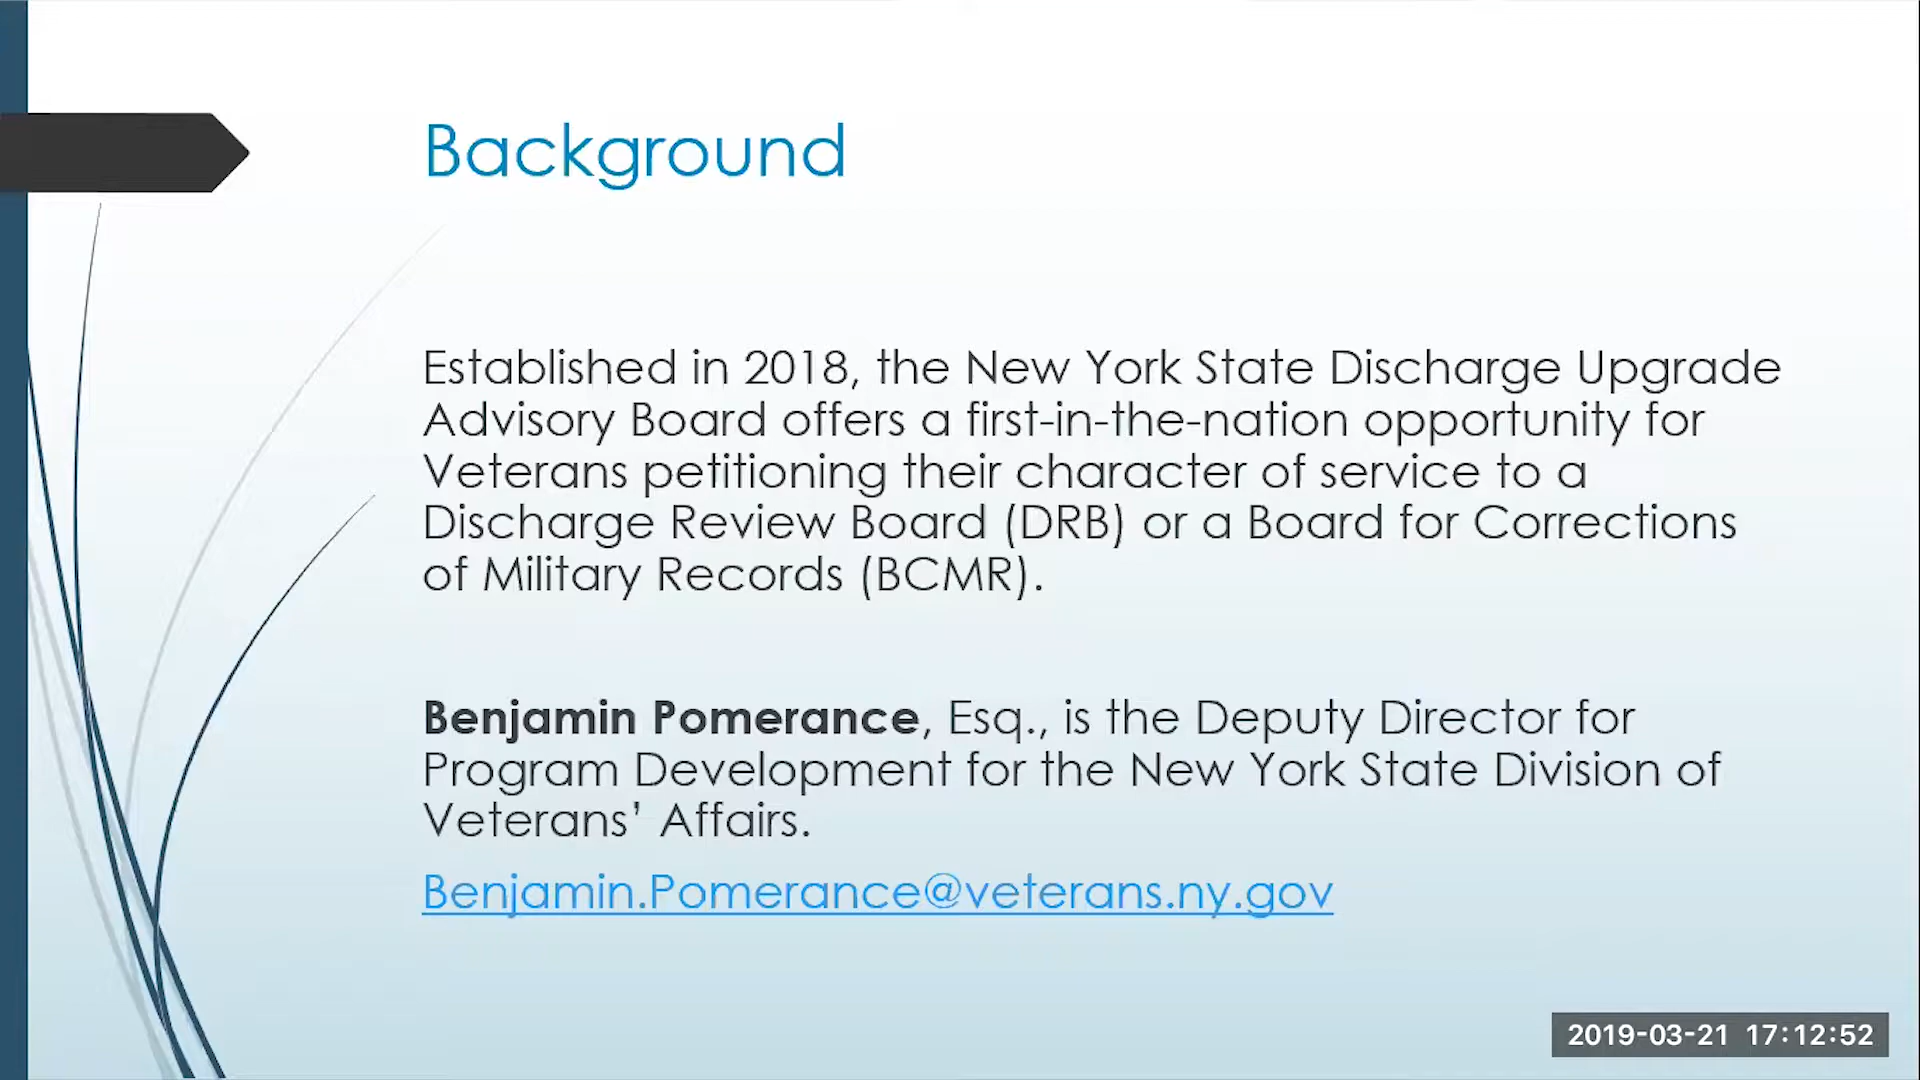 Background
Established in 2018, the New York State Discharge Upgrade
Advisory Board offers a first-in-the-nation opportunity for
Veterans petitioning their character of service to a
Discharge Review Board (DRB) or a Board for Corrections
of Military Records (BCMR).
Benjamin Pomerance, Esq., is the Deputy Director for
Program Development for the New York State Division of
Veterans’ Affairs.
Benjamin.Pomerance@veterans.ny.gov
2019-03-21 17:12:52